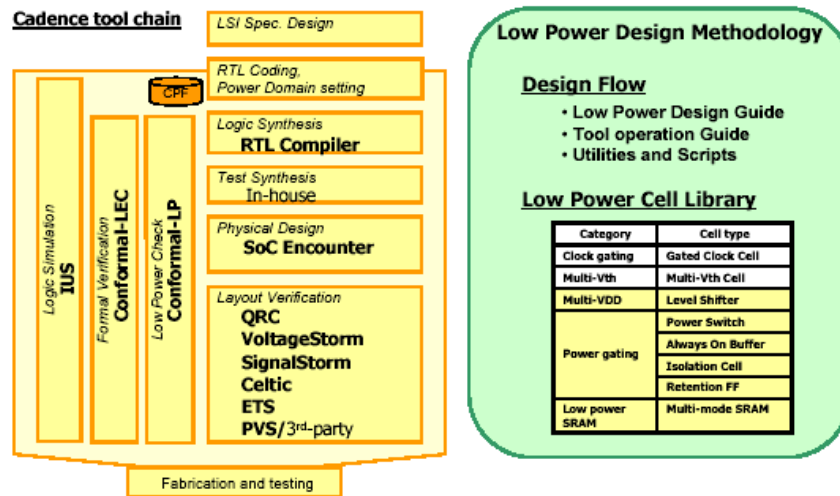 Cadence tool chain
LSI Spec. Design
CPF
RTL Coding,
Power Domain setting
Logic Synthesis
RTL Compiler
Test Synthesis
In-house
Physical Design
SoC Encounter
Layout Verification
QRC
VoltageStorm
SignalStorm
Celtic
ETS
PVS/3rd-party
Logic Simulation
IUS
Formal Verification
Conformal-LEC
Low Power Check
Conformal-LP
Fabrication and testing
Low Power Design Methodology
Design Flow
• Low Power Design Guide
• Tool operation Guide
• Utilities and Scripts
Low Power Cell Library
Category Cell type
Clock gating Gated Clock Cell
Multi-Vth Multi-Vth Cell
Multi-VDD Level Shifter
Power gating Power Switch
Always On Buffer
Isolation Cell
Retention FF
Low power Multi-mode SRAM
SRAM